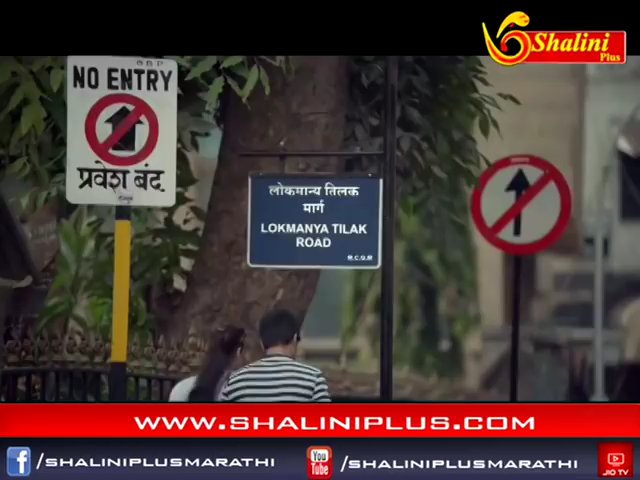 Shalini
Plus
NO ENTRY
प्रवेश बंद
लोकमान्य तिलक
मार्ग
LOKMANYA TILAK
ROAD
WWW.SHALINIPLUS.COM
/SHALINIPLUSMARATHI
You
Tube
/SHALINIPLUSMARATHI
JIO TV